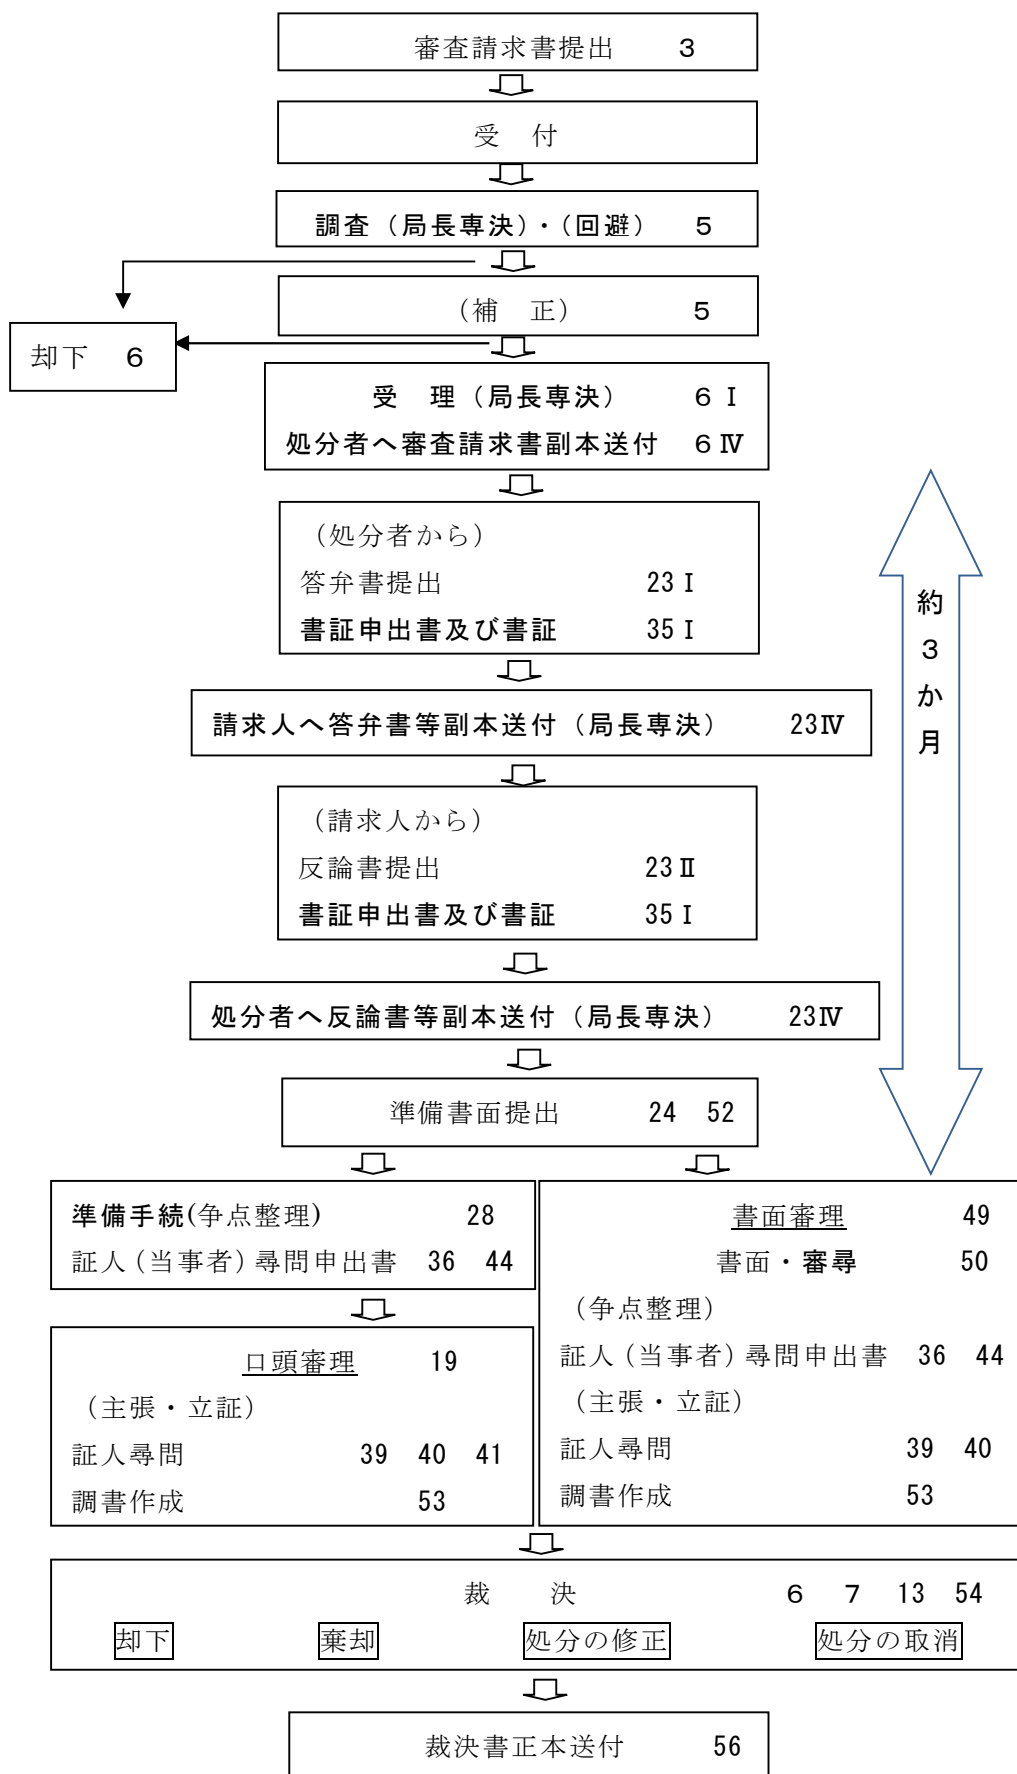 審査請求書提出　3
受　付
調査（局長専決）・（回避）　5
（補　正）　5
却下　6
受　理（局長専決）　6Ⅰ
処分者へ審査請求書副本送付　6Ⅳ
（処分者から）
答弁書提出　23Ⅰ
書証申出書及び書証　35Ⅰ
請求人へ答弁書等副本送付（局長専決）　23Ⅳ
（請求人から）
反論書提出　23Ⅱ
書証申出書及び書証　35Ⅰ
処分者へ反論書等副本送付（局長専決）　23Ⅳ
約３か月
準備書面提出　24　52
準備手続(争点整理)　28
証人（当事者）尋問申出書　36　44
口頭審理　19
（主張・立証）
証人尋問　39　40　41
調書作成　53
書面審理　49
書面・審尋　50
（争点整理）
証人（当事者）尋問申出書　36　44
（主張・立証）
証人尋問　39　40
調書作成　53
裁　決　6　7　13　54
却下　棄却　処分の修正　処分の取消
裁決書正本送付　56